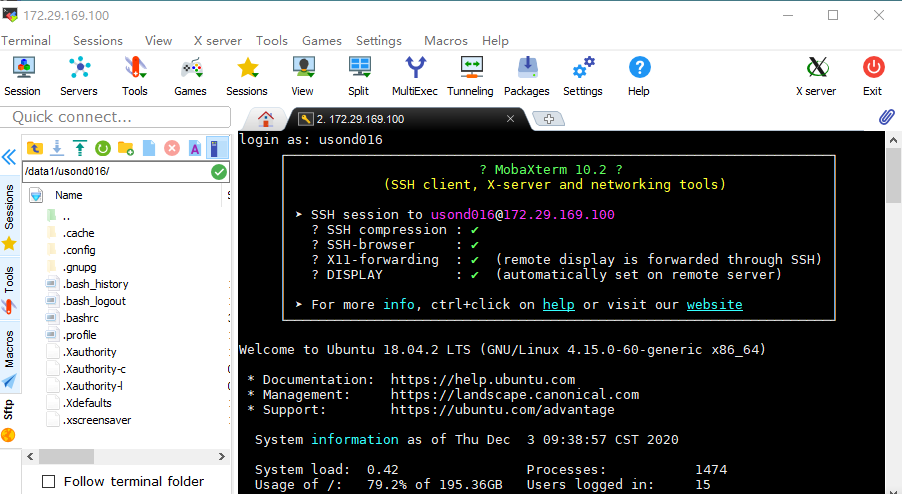 172.29.169.100
Terminal Sessions View X server Tools Games Settings Macros Help
Session Servers Tools Games Sessions View Split MultiExec Tunneling Packages Settings Help X server Exit
Quick connect...
2. 172.29.169.100
/data1/usond016/
Name
..
.cache
.config
.gnupg
.bash_history
.bash_logout
.bashrc
.profile
.Xauthority
.Xauthority-c
.Xauthority-l
.Xdefaults
.xscreensaver
Follow terminal folder
Sessions
Tools
Macros
Sftp
login as: usond016
? MobaXterm 10.2 ?
(SSH client, X-server and networking tools)
➤ SSH session to usond016@172.29.169.100
? SSH compression : ✔
? SSH-browser : ✔
? X11-forwarding : ✔ (remote display is forwarded through SSH)
? DISPLAY : ✔ (automatically set on remote server)
➤ For more info, ctrl+click on help or visit our website
Welcome to Ubuntu 18.04.2 LTS (GNU/Linux 4.15.0-60-generic x86_64)
* Documentation: https://help.ubuntu.com
* Management: https://landscape.canonical.com
* Support: https://ubuntu.com/advantage
System information as of Thu Dec 3 09:38:57 CST 2020
System load: 0.42 Processes: 1474
Usage of /: 79.2% of 195.36GB Users logged in: 15